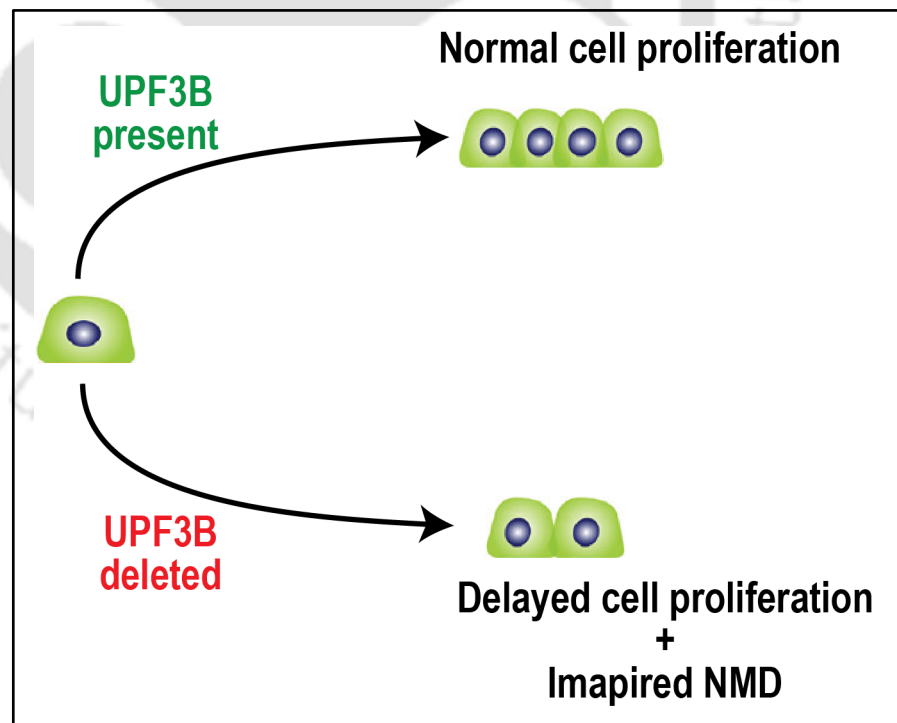 Normal cell proliferation
UPF3B
present
UPF3B
deleted
Delayed cell proliferation
+
Imapired NMD